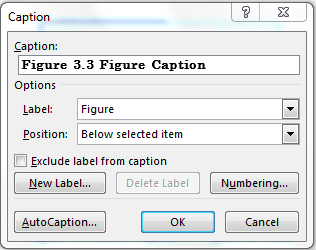 Caption
?
Caption:
Figure 3.3 Figure Caption
Options
Label: Figure
Position: Below selected item
Exclude label from caption
New Label... Delete Label Numbering...
AutoCaption... OK Cancel